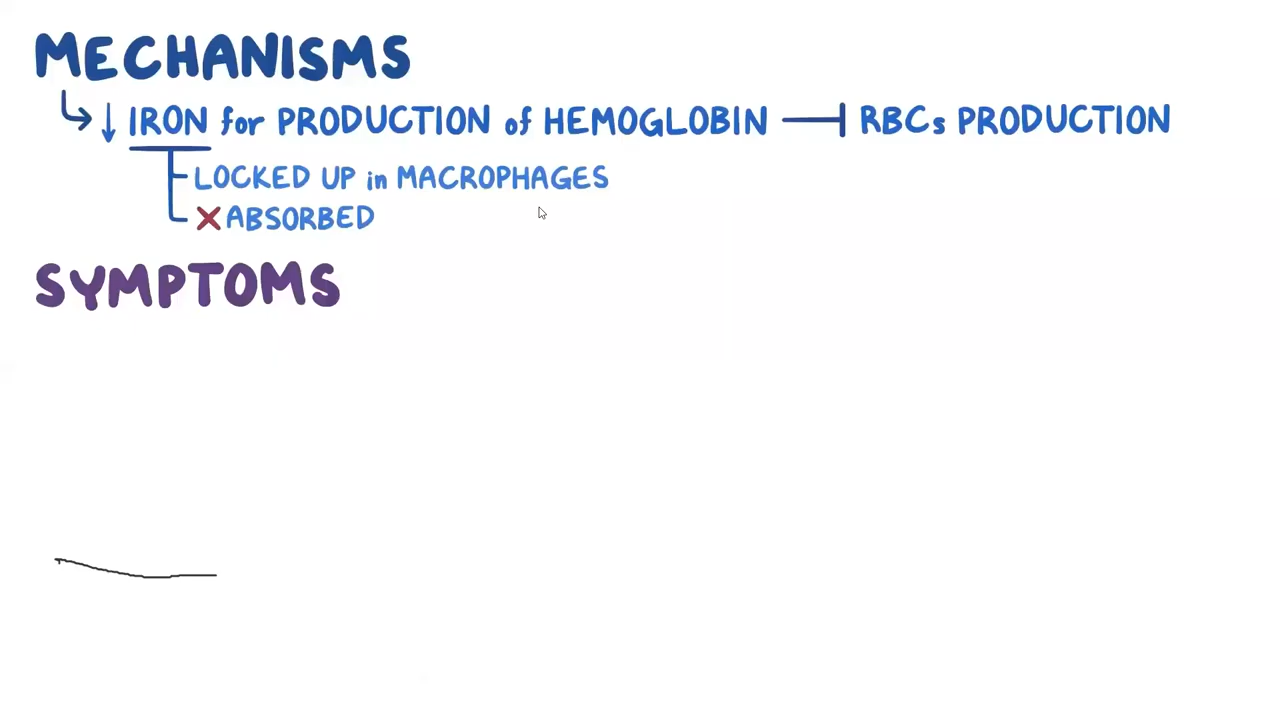 MECHANISMS
↓ IRON for PRODUCTION of HEMOGLOBIN ⊣ RBCs PRODUCTION
LOCKED UP in MACROPHAGES
✗ ABSORBED
SYMPTOMS